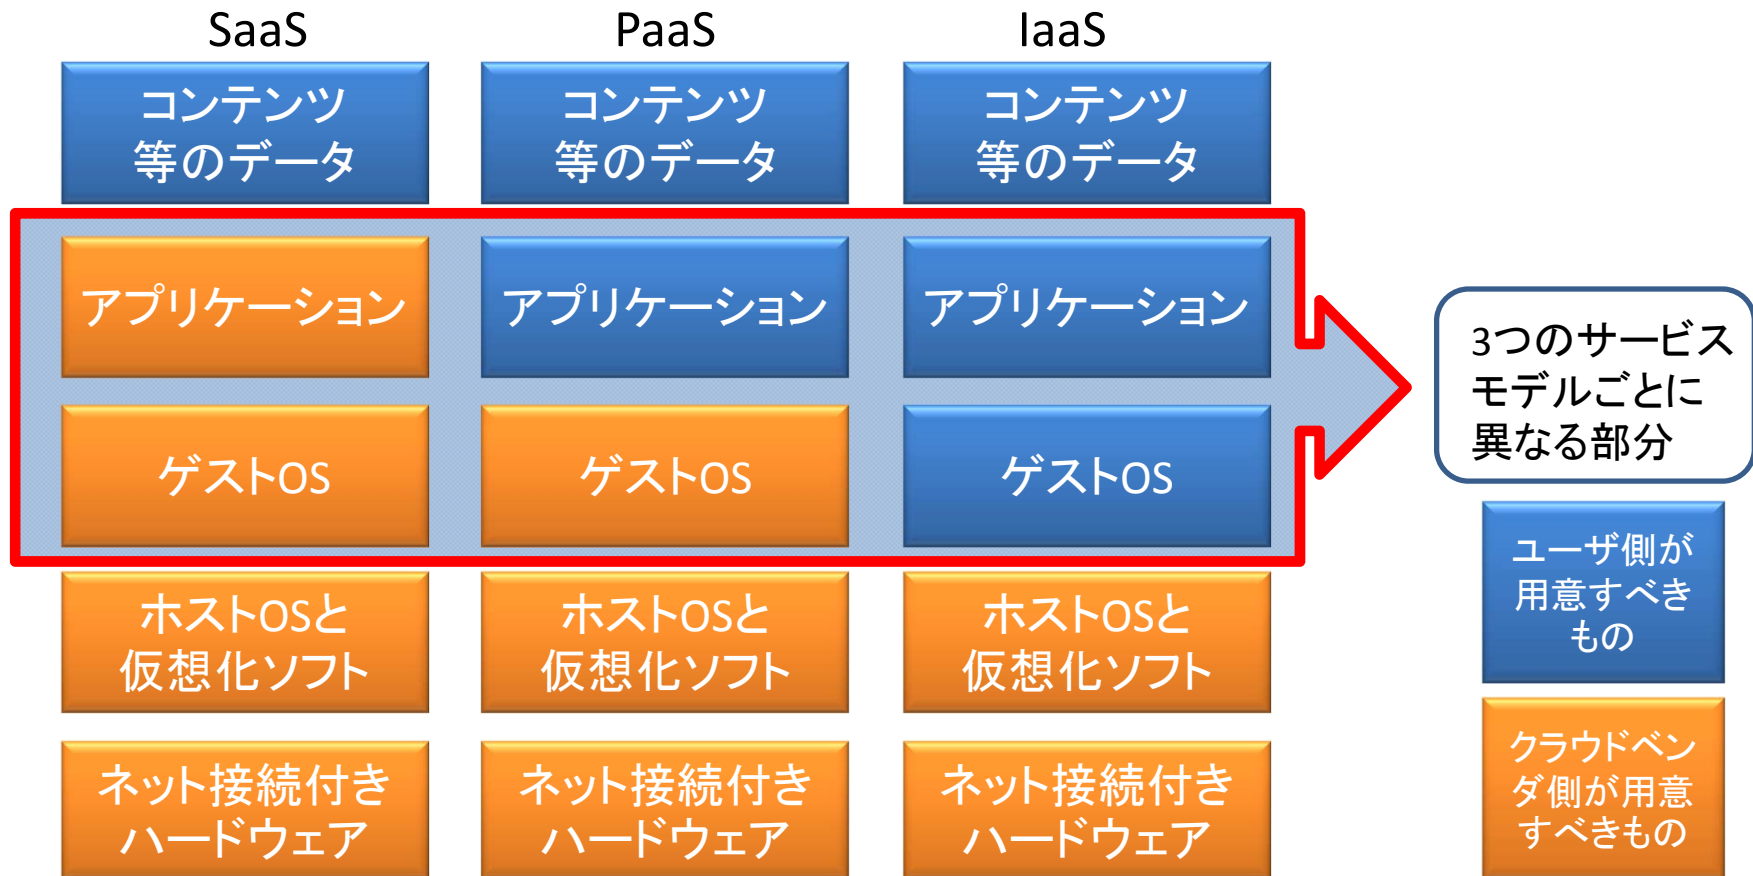 SaaS
PaaS
IaaS
コンテンツ
等のデータ
コンテンツ
等のデータ
コンテンツ
等のデータ
アプリケーション
アプリケーション
アプリケーション
ゲストOS
ゲストOS
ゲストOS
ホストOSと
仮想化ソフト
ホストOSと
仮想化ソフト
ホストOSと
仮想化ソフト
ネット接続付き
ハードウェア
ネット接続付き
ハードウェア
ネット接続付き
ハードウェア
3つのサービス
モデルごとに
異なる部分
ユーザ側が
用意すべき
もの
クラウドベン
ダ側が用意
すべきもの